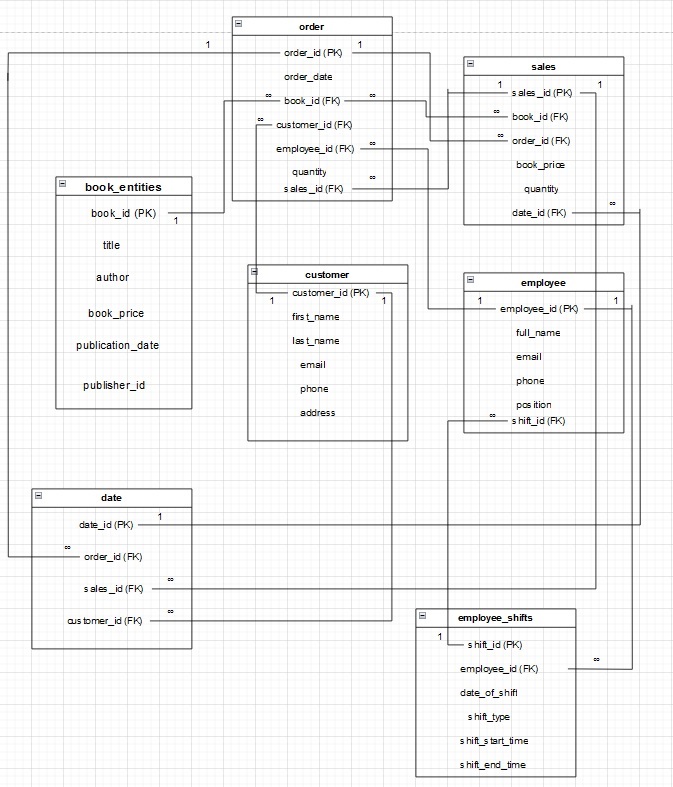 order
1
order_id (PK)
1
order_date
∞
book_id (FK)
∞
∞
customer_id (FK)
employee_id (FK)
∞
quantity
sales_id (FK)
∞
sales
1
sales_id (PK)
1
∞
book_id (FK)
∞
order_id (FK)
book_price
quantity
date_id (FK)
∞
book_entities
book_id (PK)
1
title
author
book_price
publication_date
publisher_id
customer
customer_id (PK)
1
1
first_name
last_name
email
phone
address
employee
1
employee_id (PK)
1
full_name
email
phone
position
∞
shift_id (FK)
date
date_id (PK)
1
∞
order_id (FK)
sales_id (FK)
∞
customer_id (FK)
∞
employee_shifts
1
shift_id (PK)
employee_id (FK)
∞
date_of_shift
shift_type
shift_start_time
shift_end_time